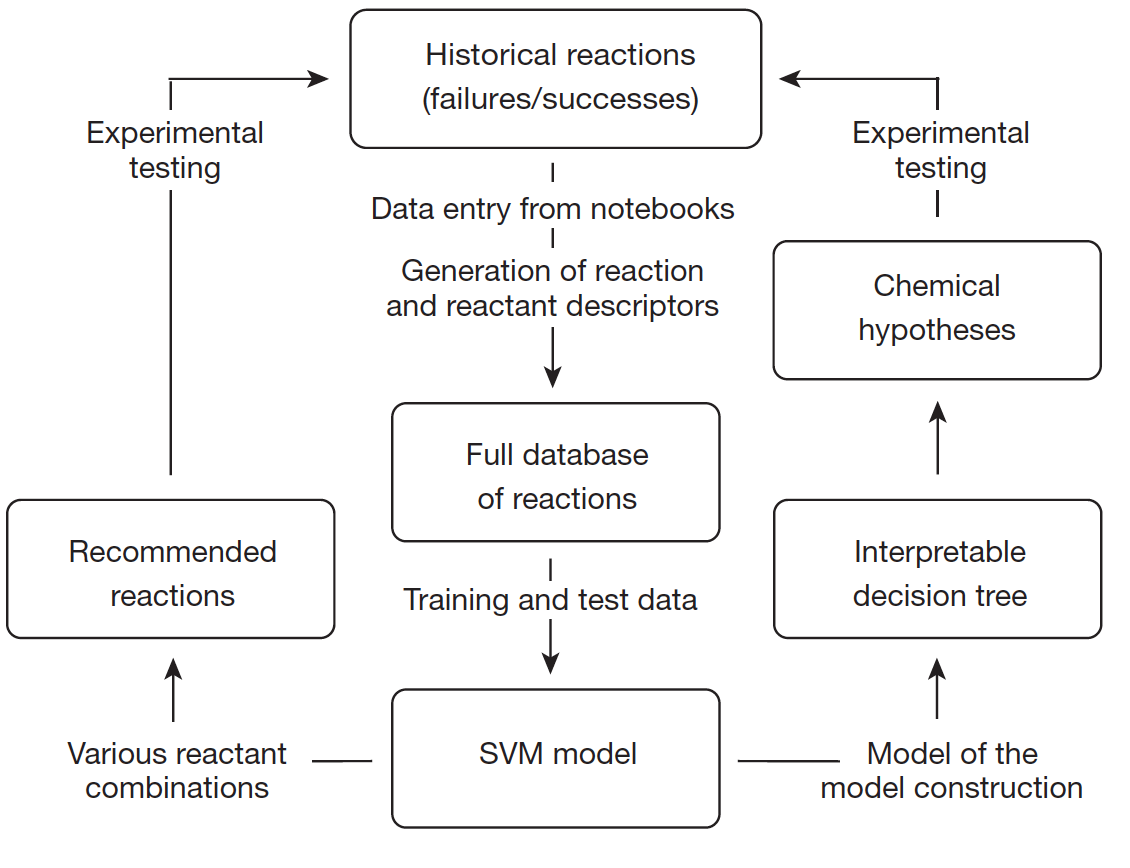 Historical reactions
(failures/successes)
Experimental
testing
Experimental
testing
Data entry from notebooks
Generation of reaction
and reactant descriptors
Chemical
hypotheses
Full database
of reactions
Recommended
reactions
Interpretable
decision tree
Training and test data
Various reactant
combinations
SVM model
Model of the
model construction